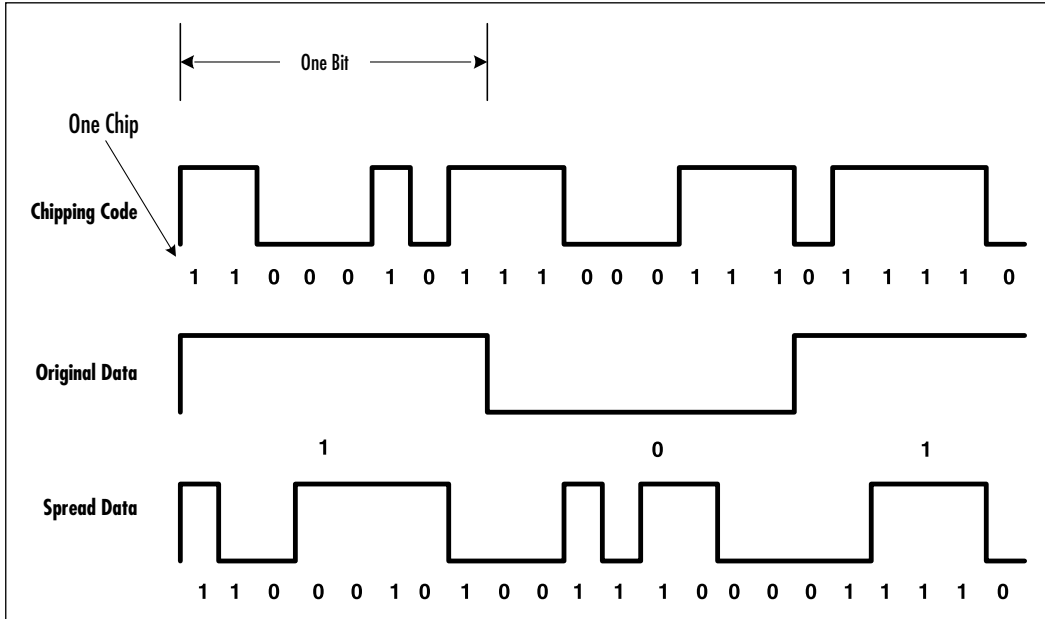 One Bit
One Chip
Chipping Code
1 1 0 0 0 1 0 1 1 1 0 0 0 1 1 1 0 1 1 1 1 0
Original Data
1 0 1
Spread Data
1 1 0 0 0 1 0 1 0 0 1 1 1 0 0 0 0 1 1 1 1 0